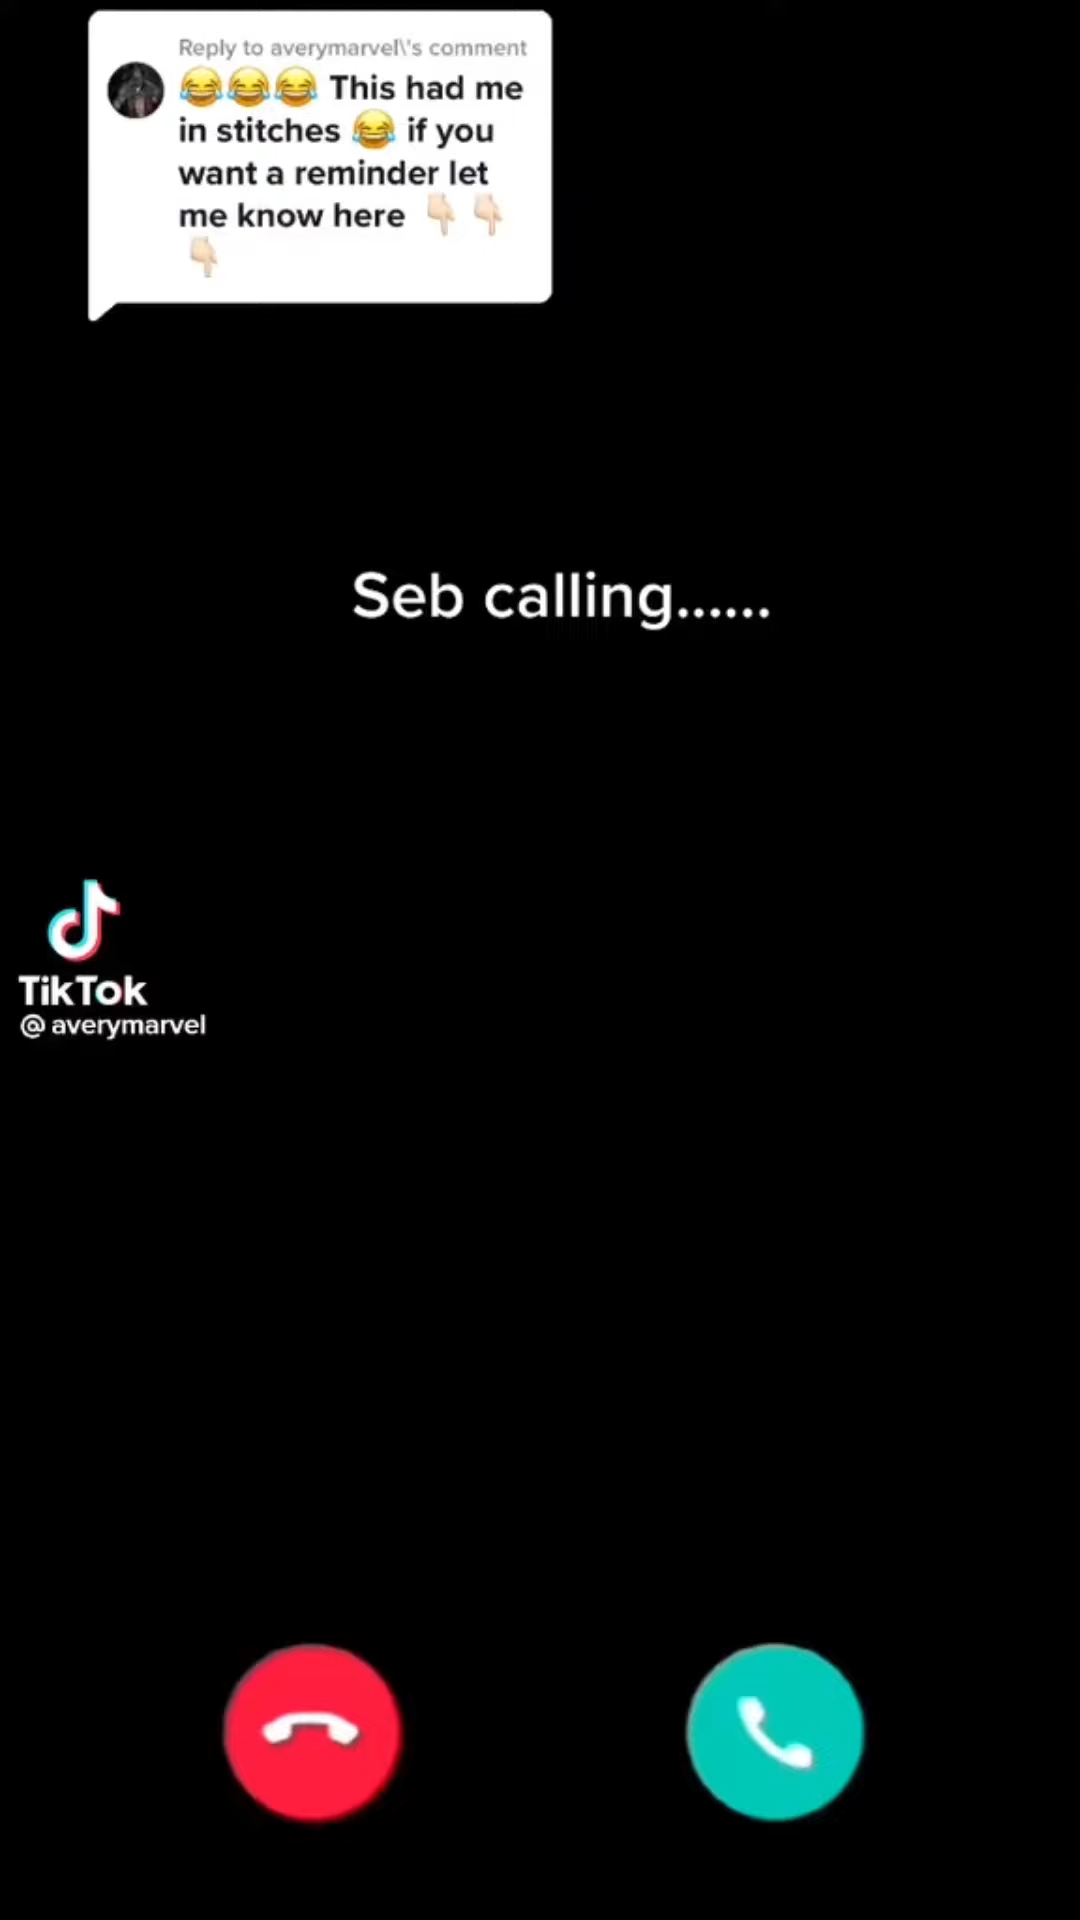 Reply to averymarvel\'s comment
😂😂😂 This had me
in stitches 😂 if you
want a reminder let
me know here 👇🏻👇🏻
👇🏻
Seb calling......
TikTok
@averymarvel